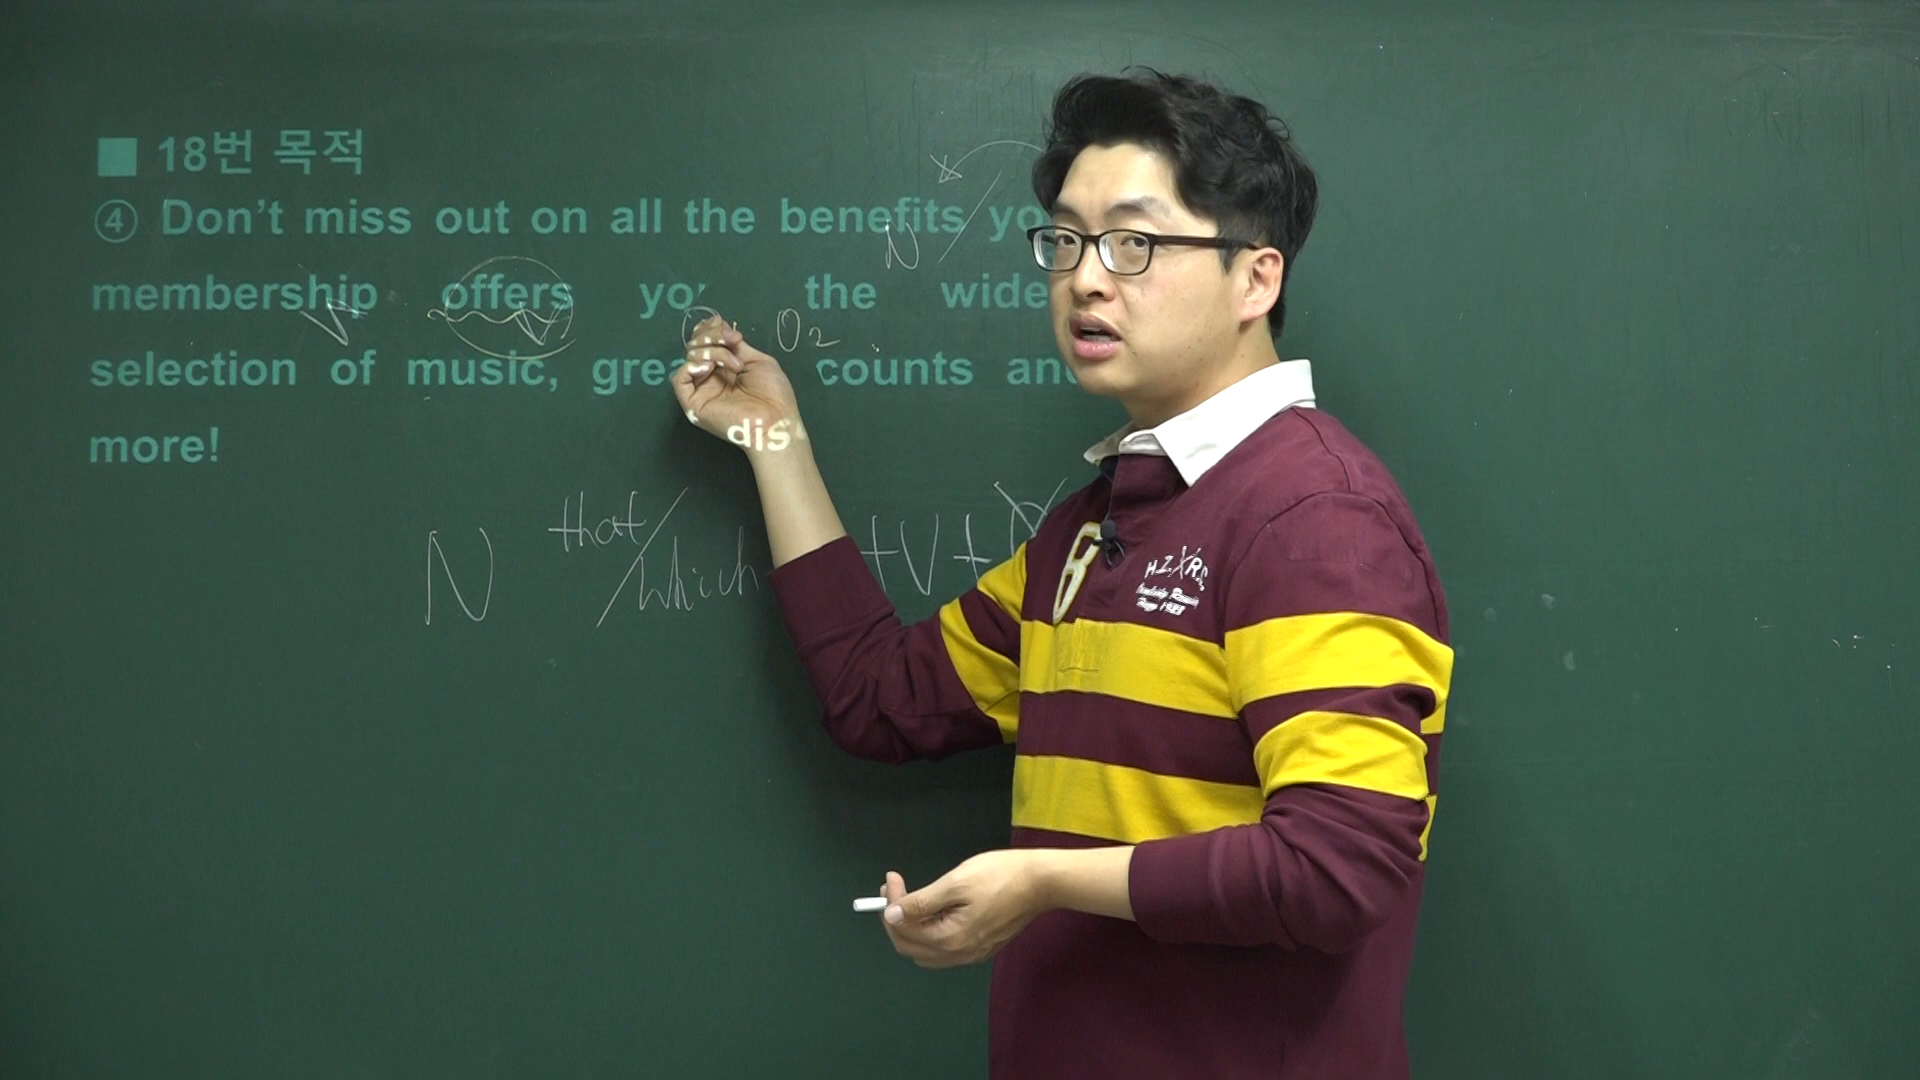 ■ 18번 목적
④ Don't miss out on all the benefits
membership offers the
selection of music,
more!
N
V
O2
dis
N that/which +V+
B